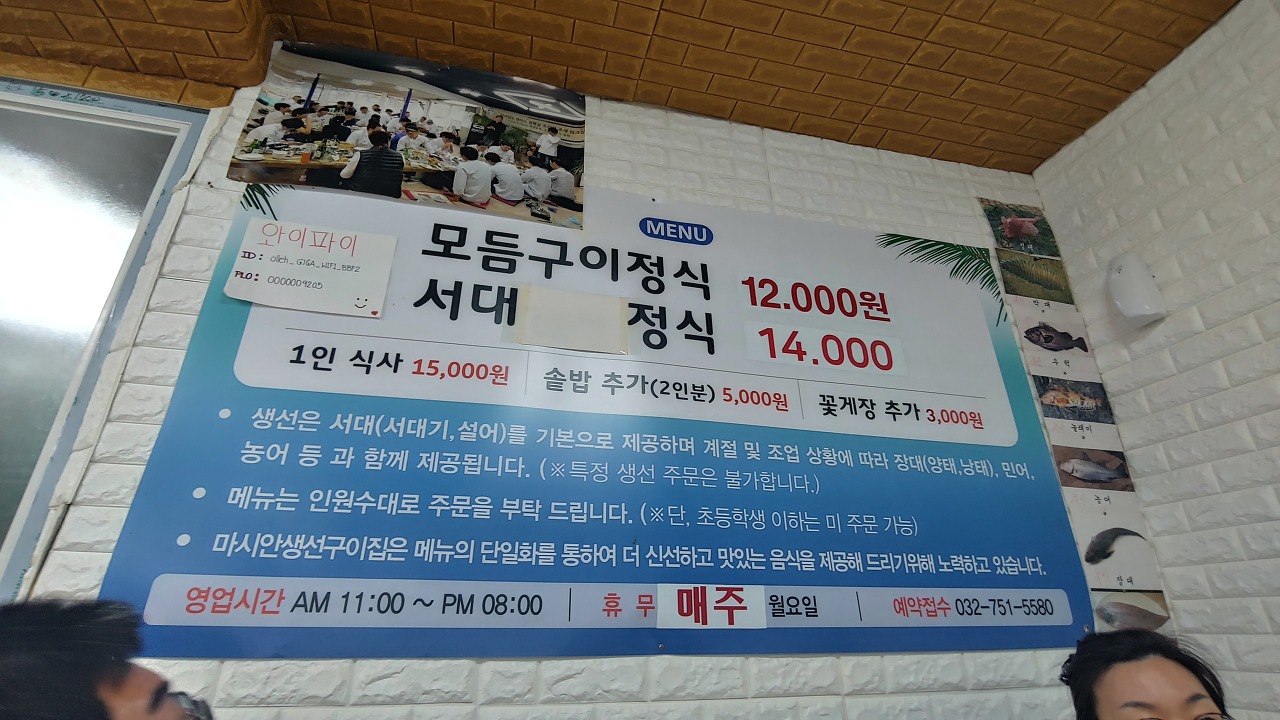 MENU
와이파이
ID: olleh_GIGA_WIFI_BBF2
모듬구이정식 12.000원
서대 정식 14.000
1인 식사 15,000원 솥밥 추가(2인분) 5,000원 꽃게장 추가 3,000원
• 생선은 서대(서대기,설어)를 기본으로 제공하며 계절 및 조업 상황에 따라 장대(양태,낭태), 민어,
농어 등 과 함께 제공됩니다. (※특정 생선 주문은 불가합니다.)
• 메뉴는 인원수대로 주문을 부탁 드립니다. (※단, 초등학생 이하는 미 주문 가능)
• 마시안생선구이집은 메뉴의 단일화를 통하여 더 신선하고 맛있는 음식을 제공해 드리기위해 노력하고 있습니다.
영업시간 AM 11:00 ~ PM 08:00 휴 무 매주 월요일 예약접수 032-751-5580
우럭
놀래미
농어
장대